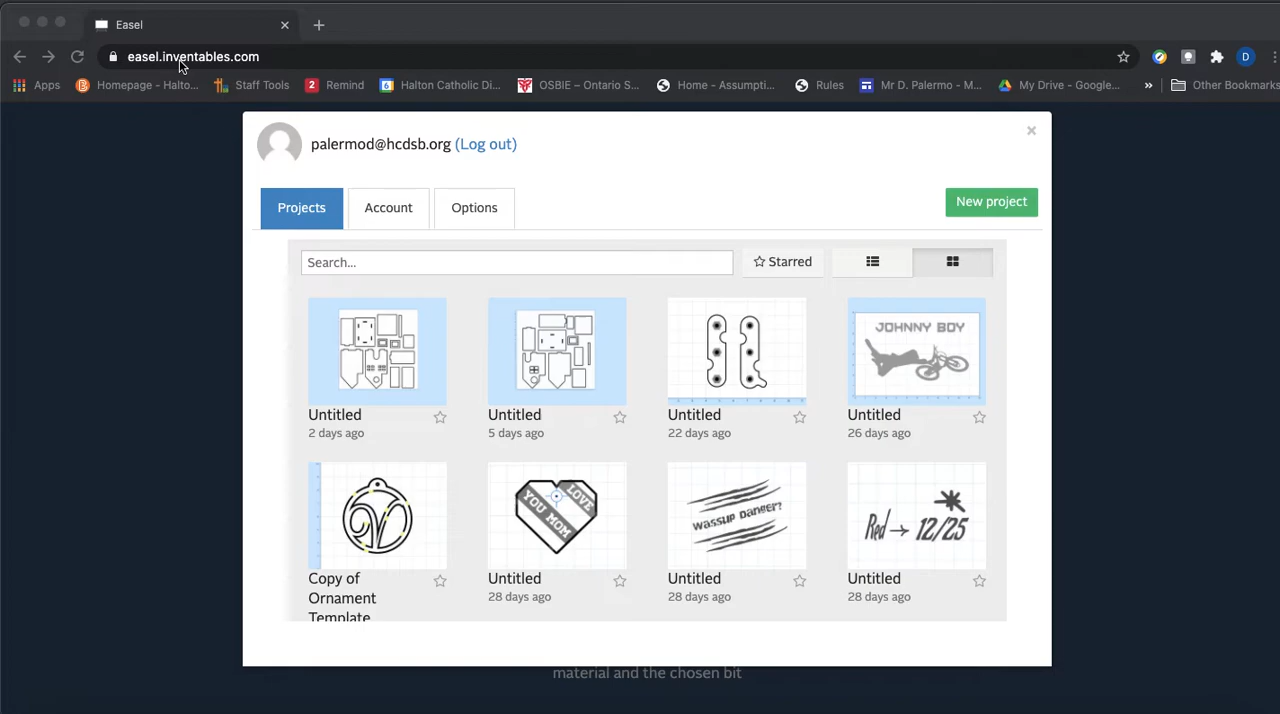 Easel
easel.inventables.com
Apps Homepage - Halto... Staff Tools 2 Remind 6 Halton Catholic Di... OSBIE – Ontario S... Home - Assumpti... Rules Mr D. Palermo - M... My Drive - Google... » Other Bookmarks
D
palermod@hcdsb.org (Log out)
Projects Account Options New project
Search... Starred
JOHNNY BOY
Untitled Untitled Untitled Untitled
2 days ago 5 days ago 22 days ago 26 days ago
YOU MOM LOVE
WASSUP DANGER?
Red → 12/25
Copy of Ornament Template
Untitled Untitled Untitled
28 days ago 28 days ago 28 days ago
material and the chosen bit